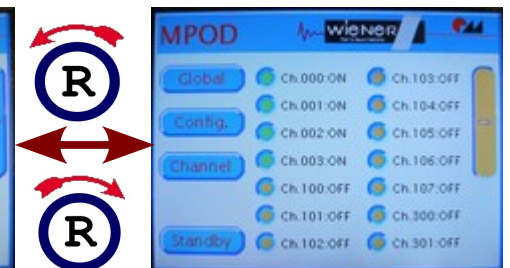 R
R
MPOD
WIENER
Global
Config.
Channel
Standby
Ch.000:ON
Ch.001:ON
Ch.002:ON
Ch.003:ON
Ch.100:OFF
Ch.101:OFF
Ch.102:OFF
Ch.103:OFF
Ch.104:OFF
Ch.105:OFF
Ch.106:OFF
Ch.107:OFF
Ch.300:OFF
Ch.301:OFF